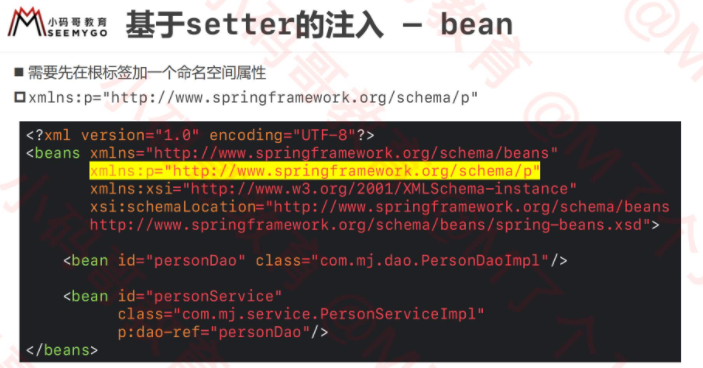 小码哥教育
SEEMYGO
基于setter的注入 – bean
需要先在根标签加一个命名空间属性
xmlns:p="http://www.springframework.org/schema/p"
<?xml version="1.0" encoding="UTF-8"?>
<beans xmlns="http://www.springframework.org/schema/beans"
xmlns:p="http://www.springframework.org/schema/p"
xmlns:xsi="http://www.w3.org/2001/XMLSchema-instance"
xsi:schemaLocation="http://www.springframework.org/schema/beans
http://www.springframework.org/schema/beans/spring-beans.xsd">
<bean id="personDao" class="com.mj.dao.PersonDaoImpl"/>
<bean id="personService"
class="com.mj.service.PersonServiceImpl"
p:dao-ref="personDao"/>
</beans>